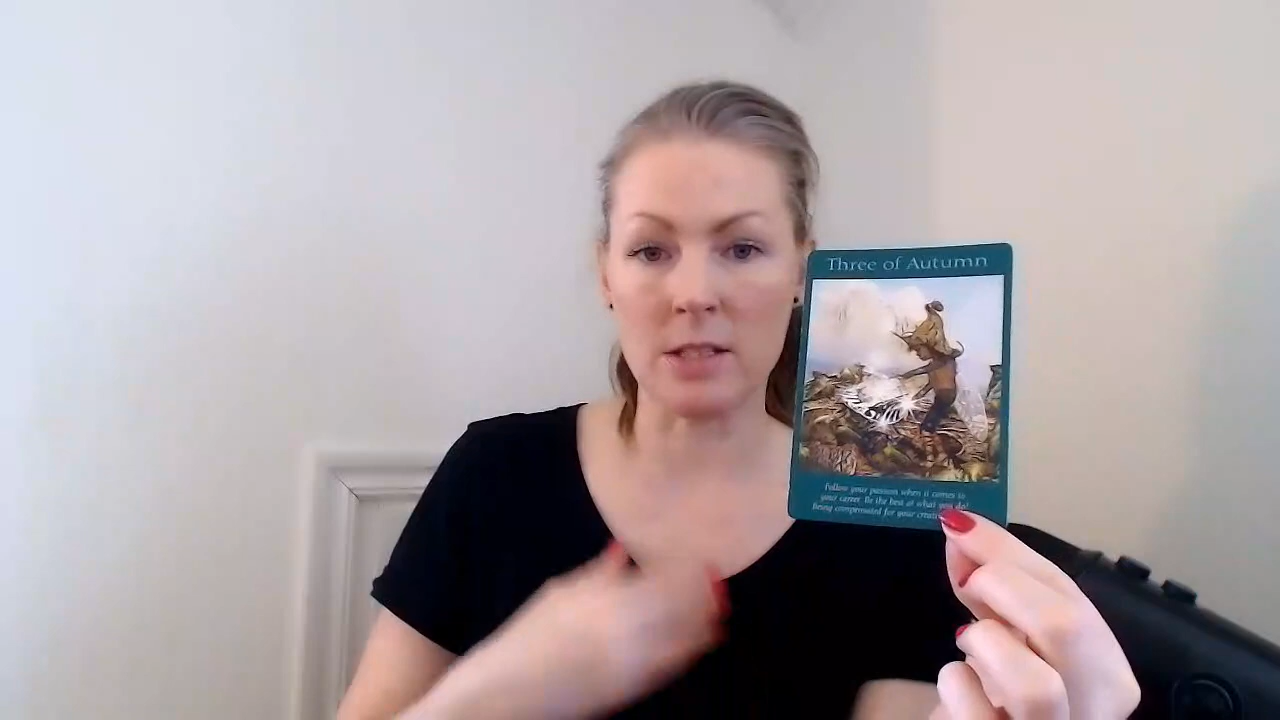 Three of Autumn
Follow your passion when it comes to
your career. Be the best at what you do!
Being compensated for your